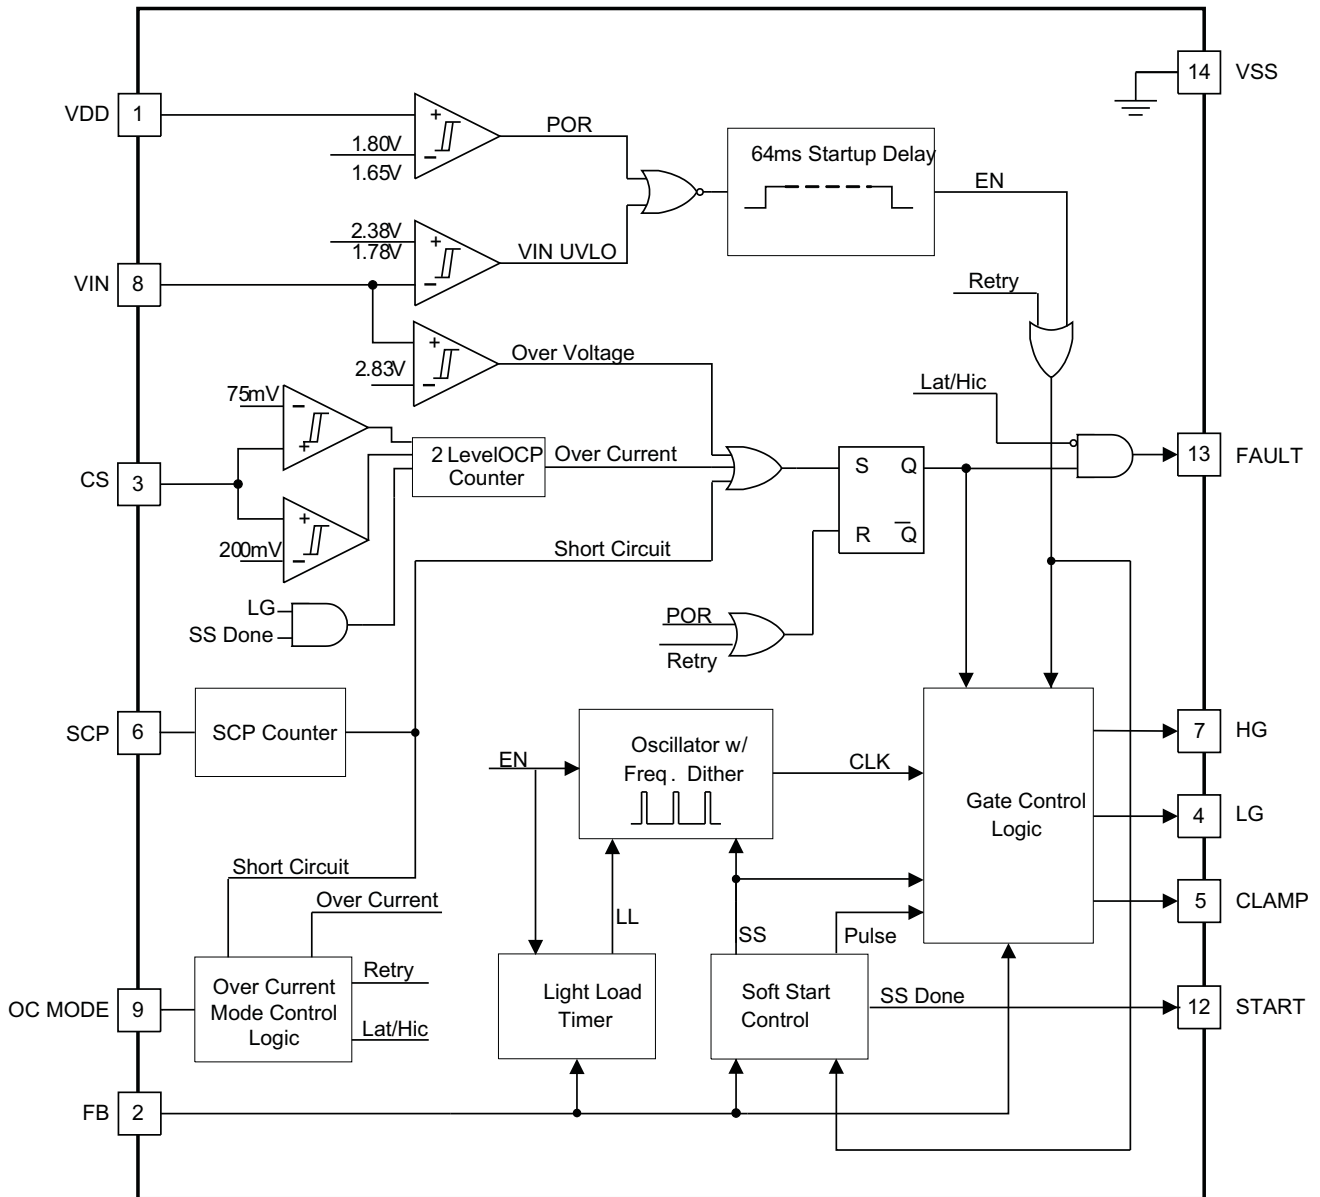 14
VSS
VDD
1
POR
1.80V
1.65V
64ms Startup Delay
EN
2.38V
1.78V
VIN UVLO
VIN
8
Retry
Over Voltage
2.83V
Lat/Hic
75mV
2 LevelOCP
Counter
Over Current
S
Q
13
FAULT
CS
3
R
Q
200mV
Short Circuit
LG
SS Done
POR
Retry
SCP
6
SCP Counter
7
HG
EN
Oscillator w/
Freq. Dither
CLK
Gate Control
Logic
4
LG
Short Circuit
Over Current
LL
SS
Pulse
5
CLAMP
Retry
OC MODE
9
Over Current
Mode Control
Logic
Lat/Hic
Light Load
Timer
Soft Start
Control
SS Done
12
START
FB
2